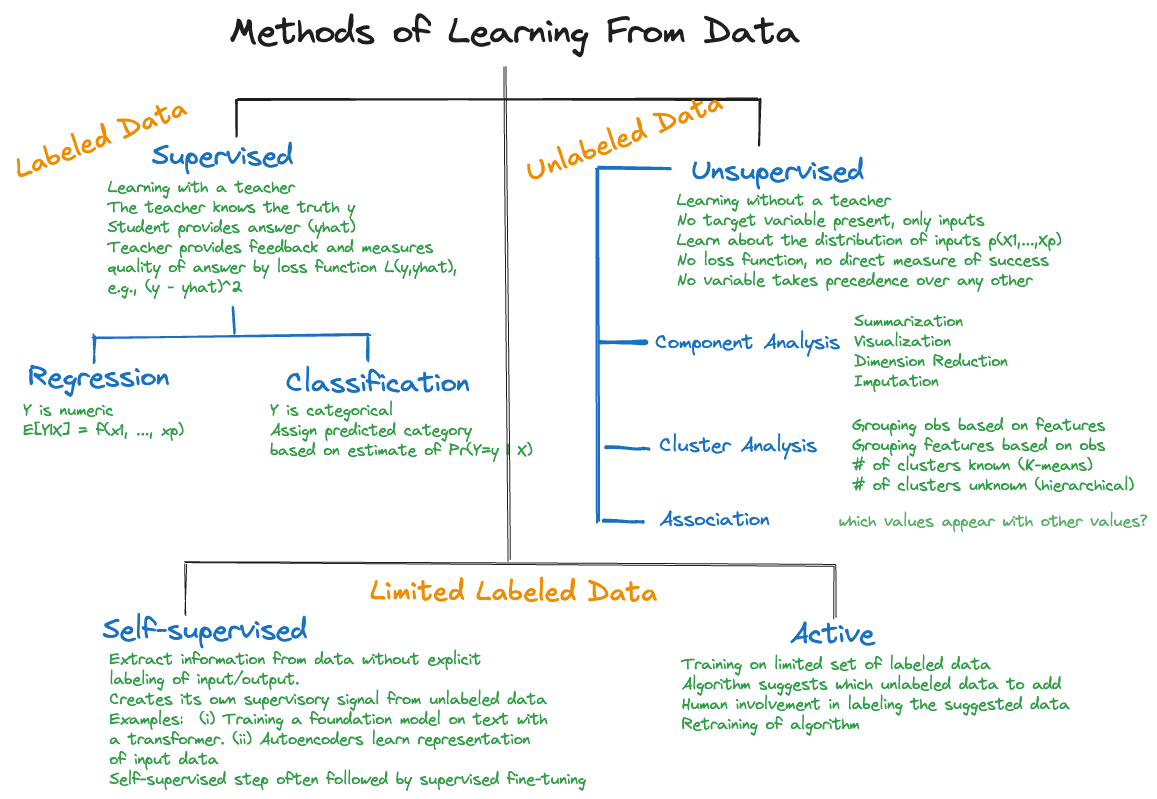 Methods of Learning From Data
Labeled Data
Supervised
Learning with a teacher
The teacher knows the truth y
Student provides answer (yhat)
Teacher provides feedback and measures
quality of answer by loss function L(y,yhat),
e.g., (y - yhat)^2
Regression
Y is numeric
E[Y|X] = f(x1, ..., xp)
Classification
Y is categorical
Assign predicted category
based on estimate of Pr(Y=y | X)
Unlabeled Data
Unsupervised
Learning without a teacher
No target variable present, only inputs
Learn about the distribution of inputs p(X1,...,Xp)
No loss function, no direct measure of success
No variable takes precedence over any other
Component Analysis
Summarization
Visualization
Dimension Reduction
Imputation
Cluster Analysis
Grouping obs based on features
Grouping features based on obs
# of clusters known (K-means)
# of clusters unknown (hierarchical)
Association
which values appear with other values?
Limited Labeled Data
Self-supervised
Extract information from data without explicit
labeling of input/output.
Creates its own supervisory signal from unlabeled data
Examples: (i) Training a foundation model on text with
a transformer. (ii) Autoencoders learn representation
of input data
Self-supervised step often followed by supervised fine-tuning
Active
Training on limited set of labeled data
Algorithm suggests which unlabeled data to add
Human involvement in labeling the suggested data
Retraining of algorithm